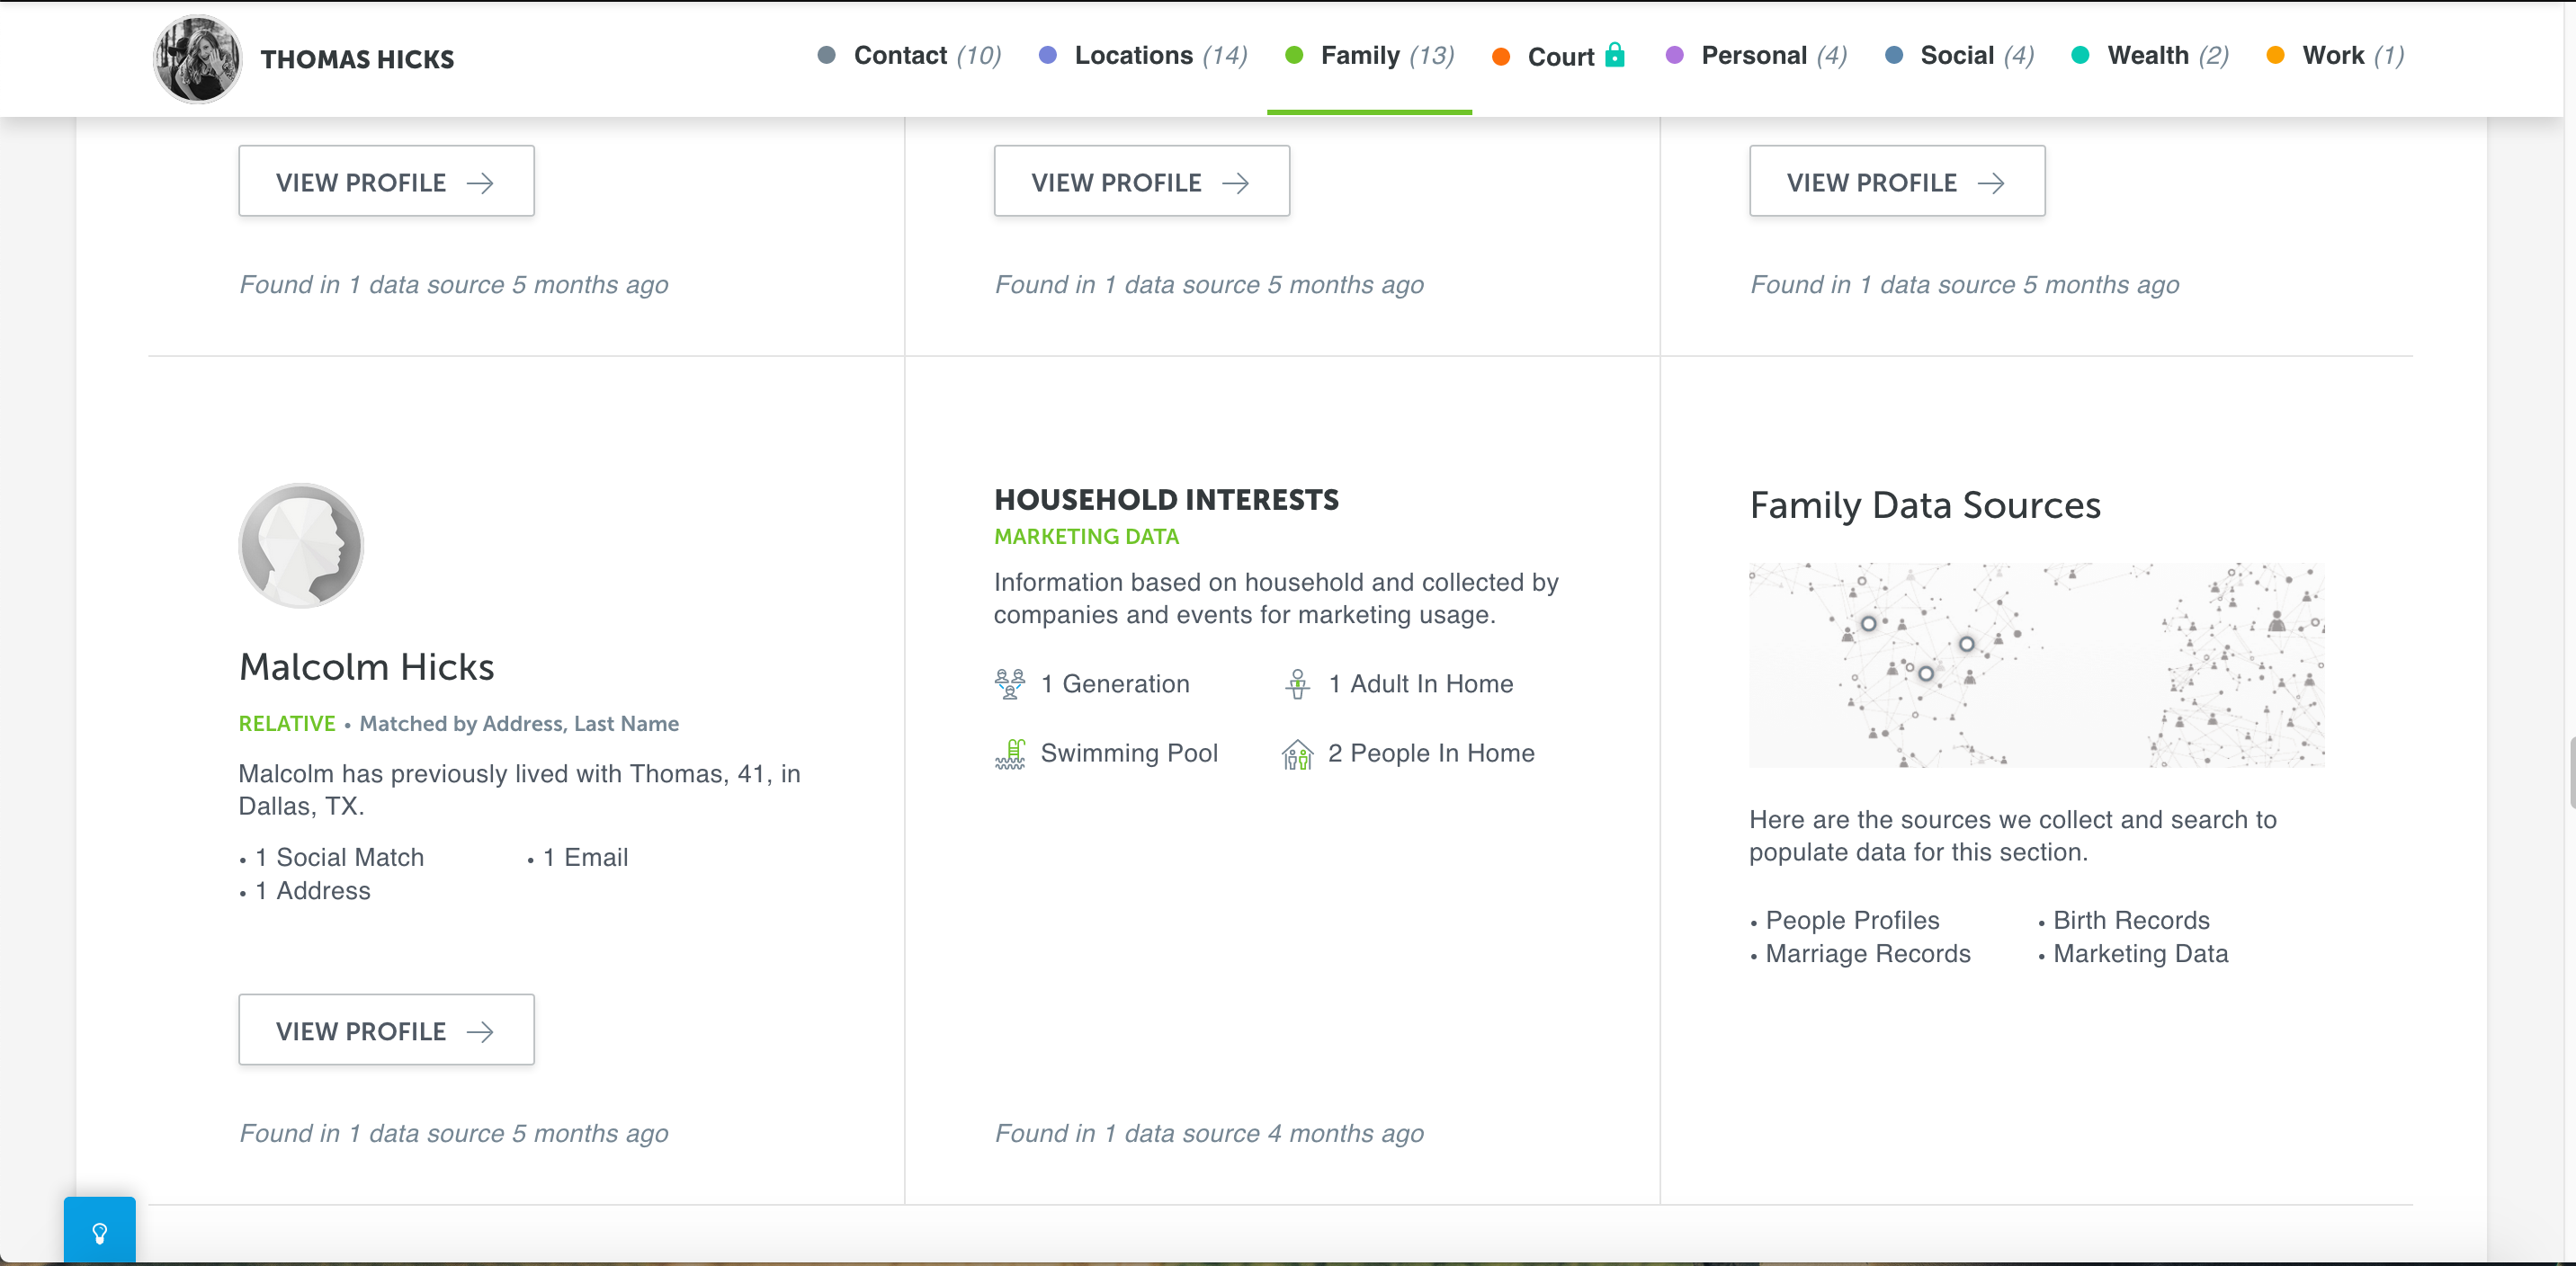 THOMAS HICKS
Contact (10) Locations (14) Family (13) Court Personal (4) Social (4) Wealth (2) Work (1)
VIEW PROFILE
Found in 1 data source 5 months ago
VIEW PROFILE
Found in 1 data source 5 months ago
VIEW PROFILE
Found in 1 data source 5 months ago
Malcolm Hicks
RELATIVE • Matched by Address, Last Name
Malcolm has previously lived with Thomas, 41, in
Dallas, TX.
• 1 Social Match • 1 Email
• 1 Address
VIEW PROFILE
Found in 1 data source 5 months ago
HOUSEHOLD INTERESTS
MARKETING DATA
Information based on household and collected by
companies and events for marketing usage.
1 Generation 1 Adult In Home
Swimming Pool 2 People In Home
Found in 1 data source 4 months ago
Family Data Sources
Here are the sources we collect and search to
populate data for this section.
• People Profiles • Birth Records
• Marriage Records • Marketing Data